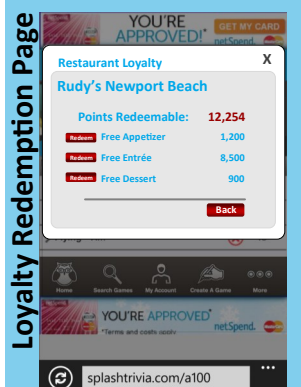 Loyalty Redemption Page
YOU'RE
APPROVED!*
GET MY CARD
netSpend.
Restaurant Loyalty X
Rudy's Newport Beach
Points Redeemable: 12,254
Redeem Free Appetizer 1,200
Redeem Free Entrée 8,500
Redeem Free Dessert 900
Back
Home Search Games My Account Create A Game More
YOU'RE APPROVED*
*Terms and costs apply
netSpend.
splashtrivia.com/a100